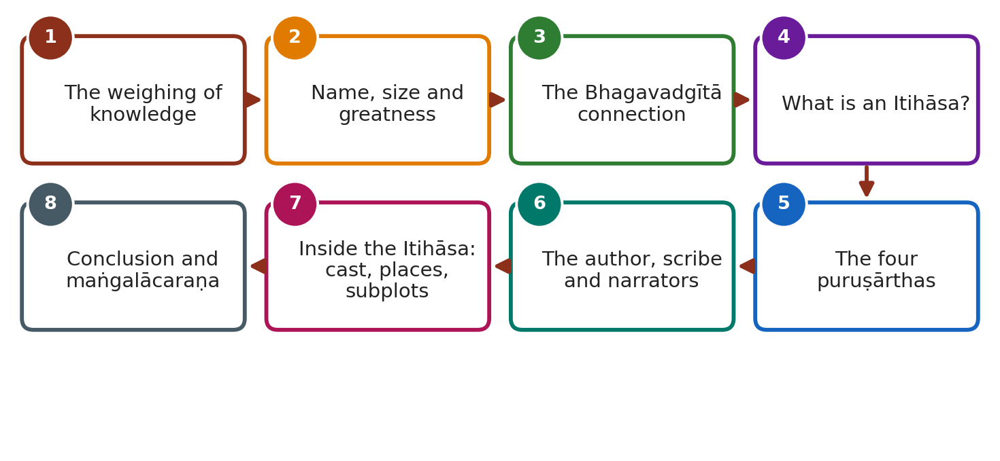 1
The weighing of
knowledge
2
Name, size and
greatness
3
The Bhagavadgītā
connection
4
What is an Itihāsa?
5
The four
puruṣārthas
6
The author, scribe
and narrators
7
Inside the Itihāsa:
cast, places,
subplots
8
Conclusion and
maṅgalācaraṇa